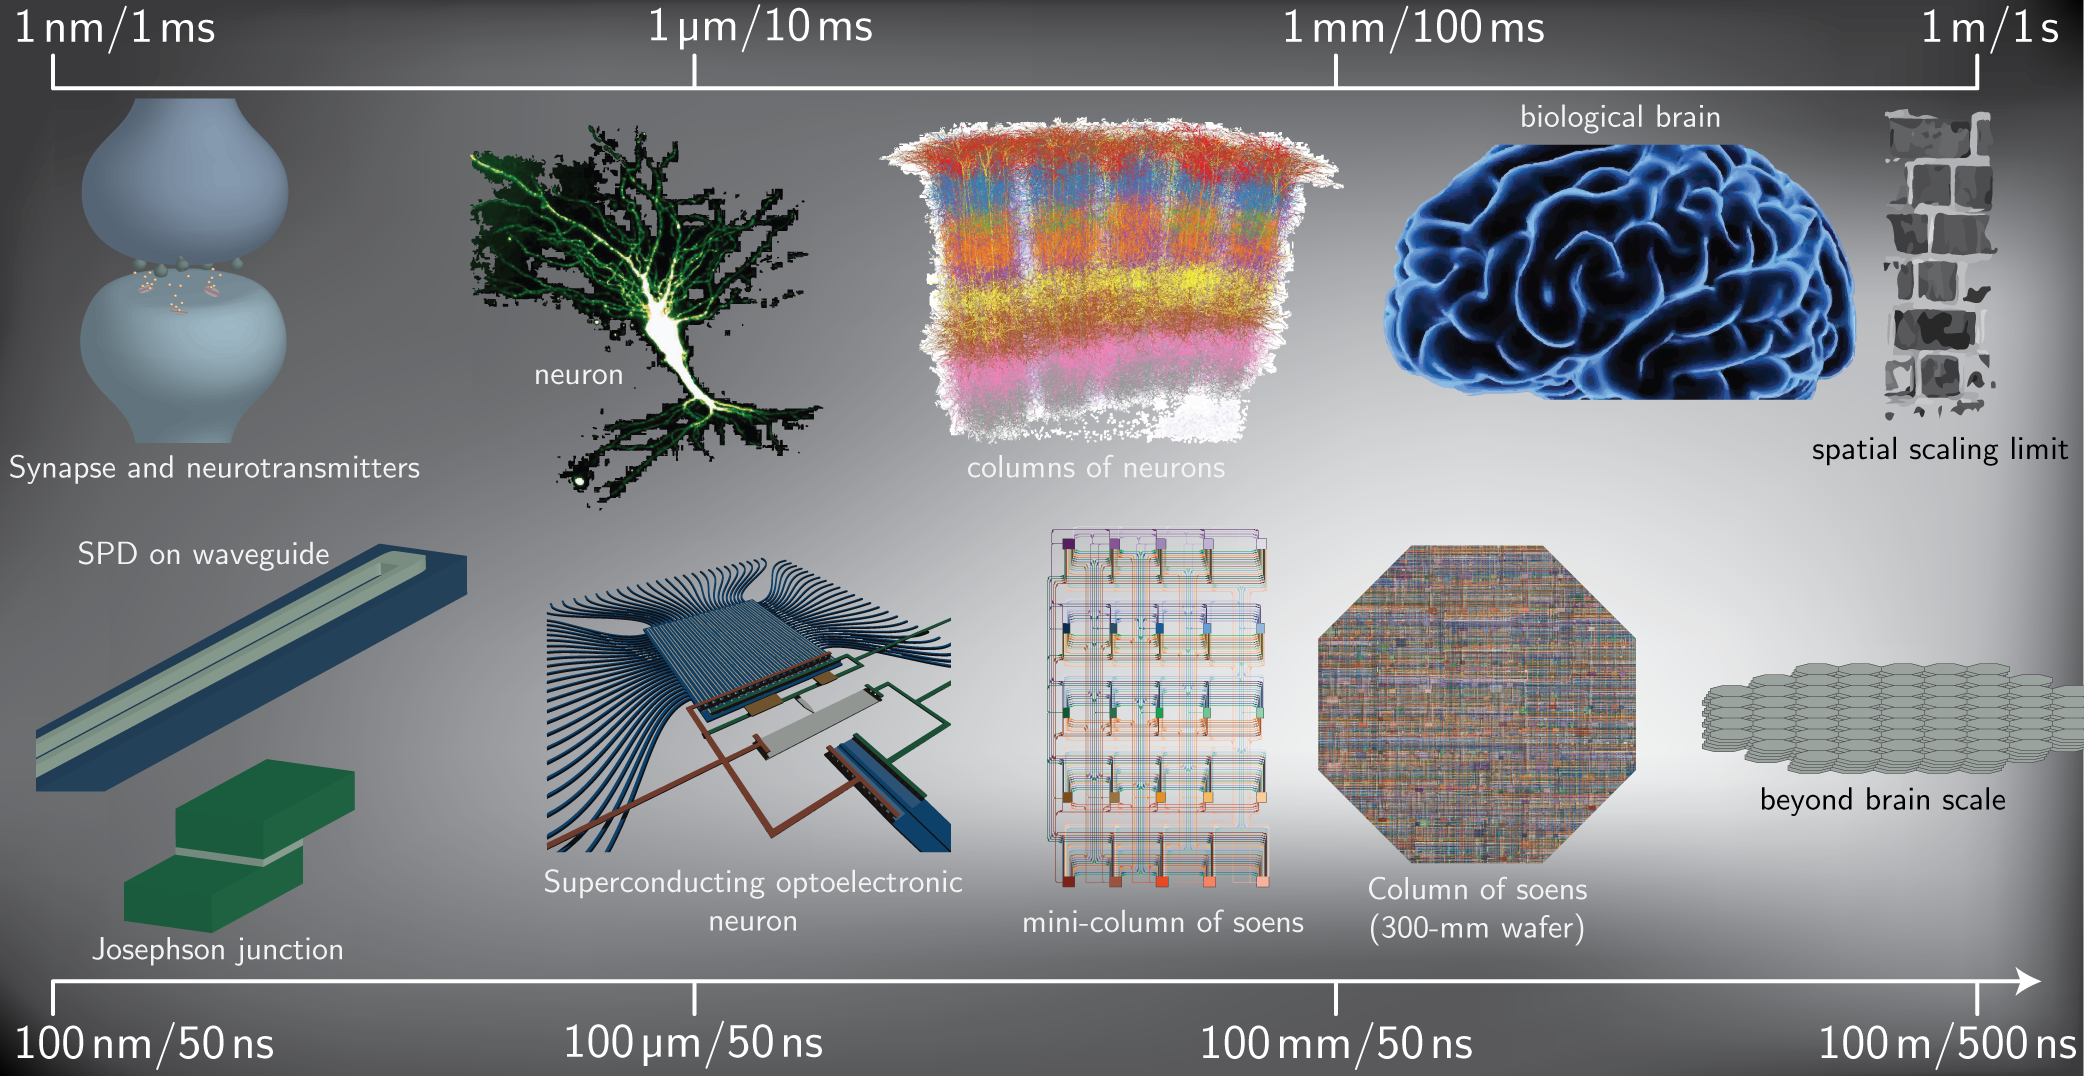 1 nm/1 ms
1 µm/10 ms
1 mm/100 ms
1 m/1 s
biological brain
neuron
spatial scaling limit
Synapse and neurotransmitters
columns of neurons
SPD on waveguide
beyond brain scale
Superconducting optoelectronic
neuron
Column of soens
(300-mm wafer)
mini-column of soens
Josephson junction
100 nm/50 ns
100 µm/50 ns
100 mm/50 ns
100 m/500 ns